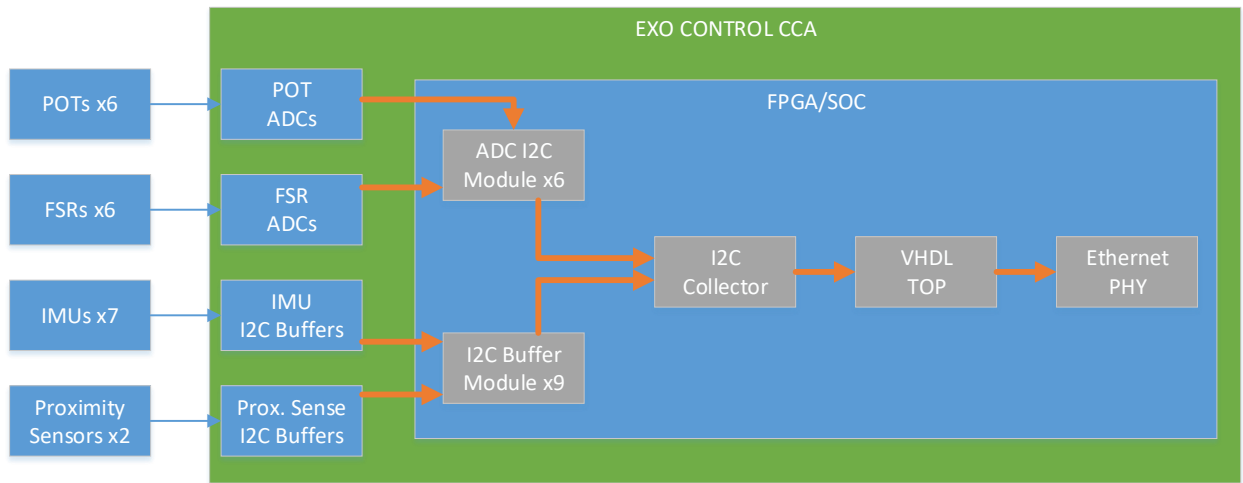 EXO CONTROL CCA
POTs x6
POT
ADCs
FPGA/SOC
ADC I2C
Module x6
FSRs x6
FSR
ADCs
I2C
Collector
VHDL
TOP
Ethernet
PHY
IMUs x7
IMU
I2C Buffers
I2C Buffer
Module x9
Proximity
Sensors x2
Prox. Sense
I2C Buffers